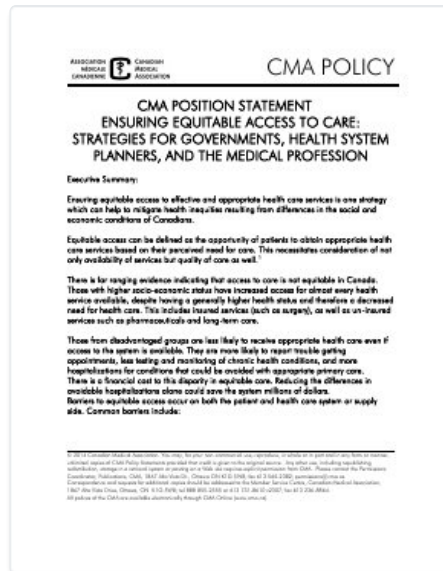 ASSOCIATION
MÉDICALE
CANADIENNE
CANADIAN
MEDICAL
ASSOCIATION
CMA POLICY
CMA POSITION STATEMENT
ENSURING EQUITABLE ACCESS TO CARE:
STRATEGIES FOR GOVERNMENTS, HEALTH SYSTEM
PLANNERS, AND THE MEDICAL PROFESSION
Executive Summary:
Ensuring equitable access to effective and appropriate health care services is one strategy
which can help to mitigate health inequities resulting from differences in the social and
economic conditions of Canadians.
Equitable access can be defined as the opportunity of patients to obtain appropriate health
care services based on their perceived need for care. This necessitates consideration of not
only availability of services but quality of care as well.¹
There is far ranging evidence indicating that access to care is not equitable in Canada.
Those with higher socio-economic status have increased access for almost every health
service available, despite having a generally higher health status and therefore a decreased
need for health care. This includes insured services (such as surgery), as well as un-insured
services such as pharmaceuticals and long-term care.
Those from disadvantaged groups are less likely to receive appropriate health care even if
access to the system is available. They are more likely to report trouble getting
appointments, less testing and monitoring of chronic health conditions, and more
hospitalizations for conditions that could be avoided with appropriate primary care.
There is a financial cost to this disparity in equitable care. Reducing the differences in
avoidable hospitalizations alone could save the system millions of dollars.
Barriers to equitable access occur on both the patient and health care system or supply
side. Common barriers include: